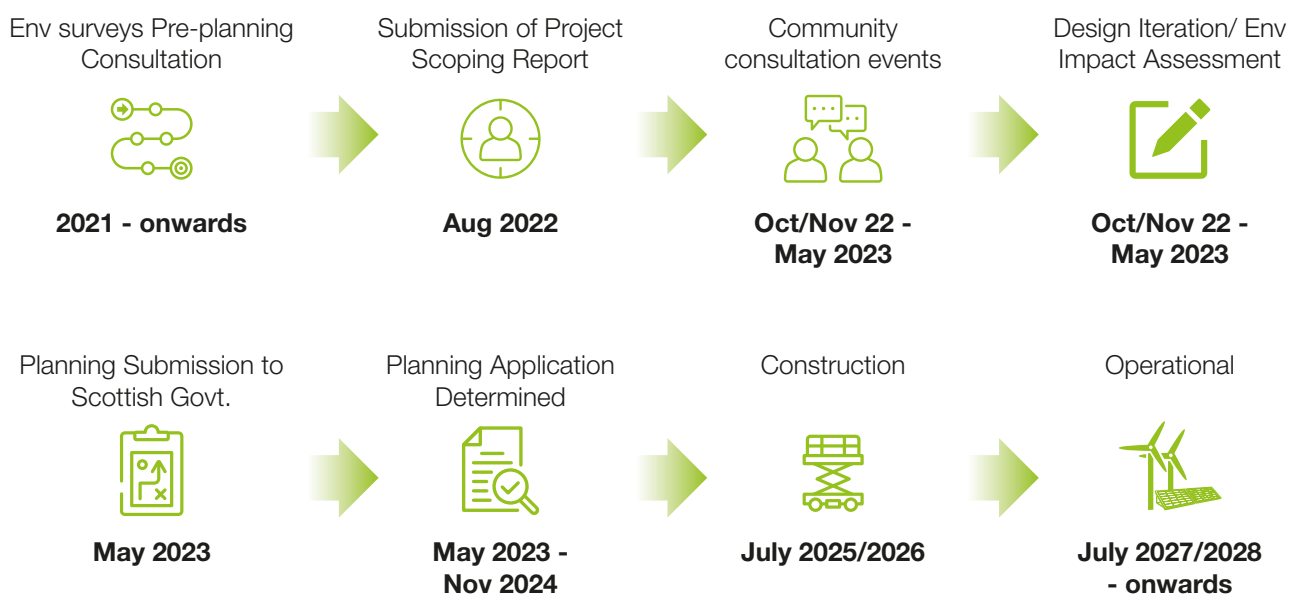 Env surveys Pre-planning
Consultation
2021 - onwards
Submission of Project
Scoping Report
Aug 2022
Community
consultation events
Oct/Nov 22 -
May 2023
Design Iteration/ Env
Impact Assessment
Oct/Nov 22 -
May 2023
Planning Submission to
Scottish Govt.
May 2023
Planning Application
Determined
May 2023 -
Nov 2024
Construction
July 2025/2026
Operational
July 2027/2028
- onwards